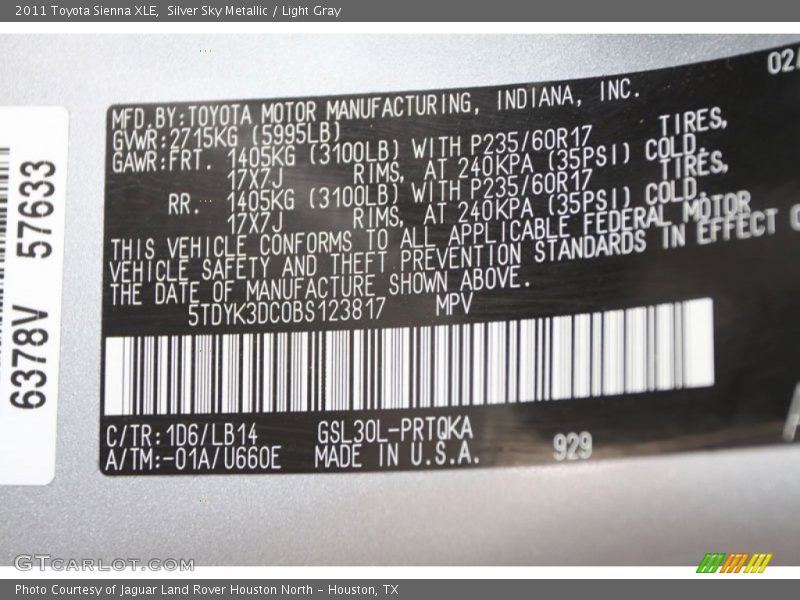 2011 Toyota Sienna XLE,  Silver Sky Metallic / Light Gray
02/
MFD.BY:TOYOTA MOTOR MANUFACTURING, INDIANA, INC.
GVWR:2715KG (5995LB)
GAWR:FRT. 1405KG (3100LB) WITH P235/60R17 TIRES,
17X7J RIMS, AT 240KPA (35PSI) COLD.
RR. 1405KG (3100LB) WITH P235/60R17 TIRES,
17X7J RIMS, AT 240KPA (35PSI) COLD.
THIS VEHICLE CONFORMS TO ALL APPLICABLE FEDERAL MOTOR
VEHICLE SAFETY AND THEFT PREVENTION STANDARDS IN EFFECT O
THE DATE OF MANUFACTURE SHOWN ABOVE.
5TDYK3DC0BS123817 MPV
C/TR:1D6/LB14 GSL30L-PRTQKA
A/TM:-01A/U660E MADE IN U.S.A.
929
6378V 57633
GTCARLOT.COM
Photo Courtesy of Jaguar Land Rover Houston North - Houston, TX